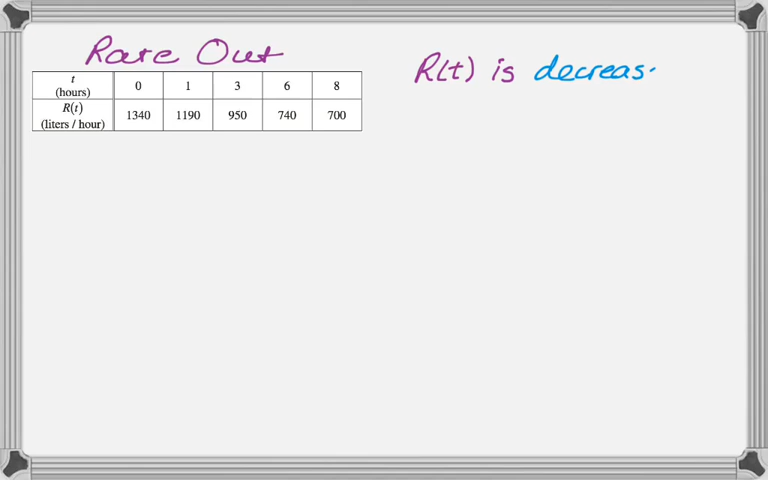 Rate Out
R(t) is decreas
t (hours) 0 1 3 6 8
R(t) (liters / hour) 1340 1190 950 740 700